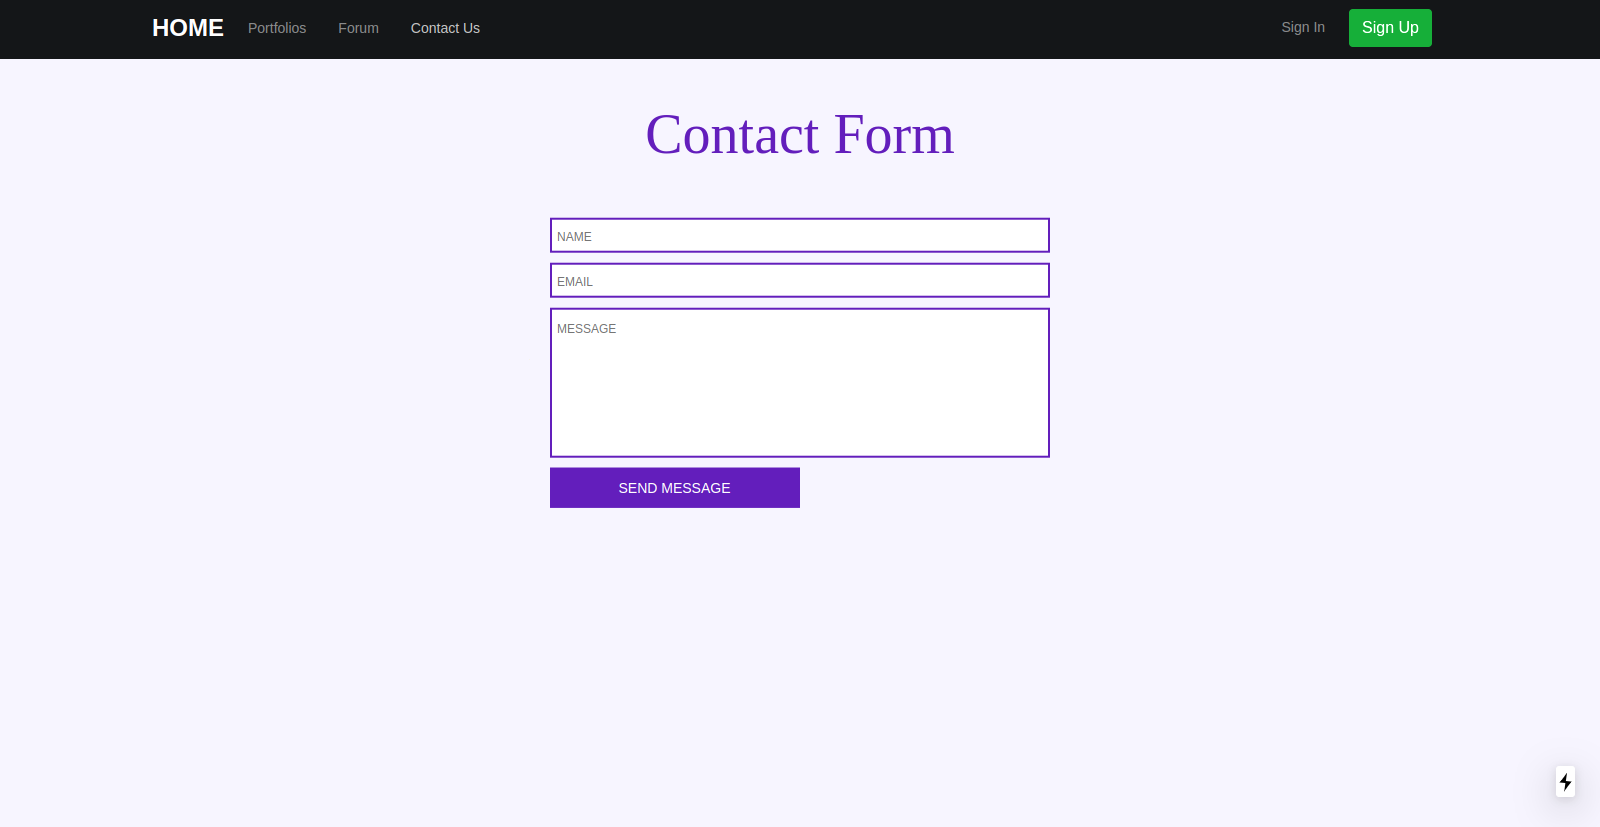 HOME Portfolios Forum Contact Us Sign In Sign Up
Contact Form
NAME
EMAIL
MESSAGE
SEND MESSAGE